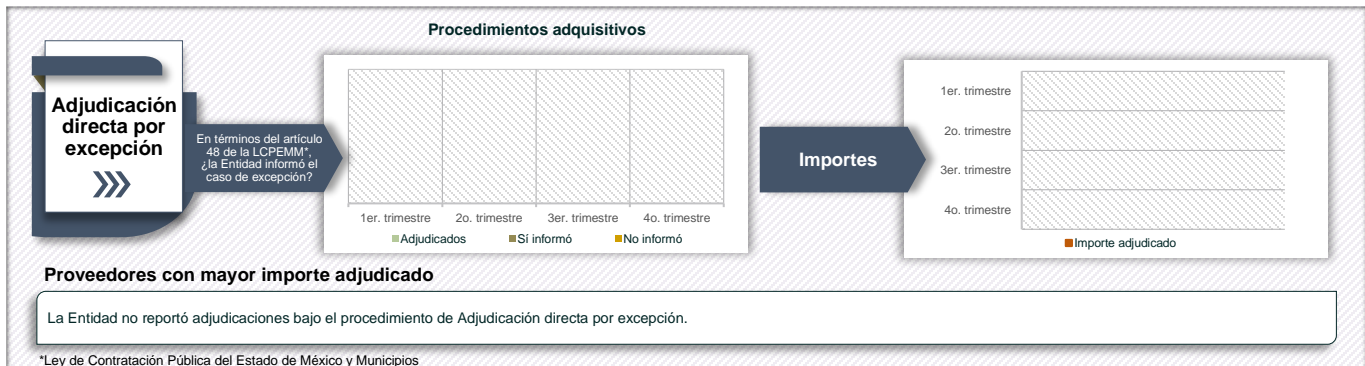 Procedimientos adquisitivos
Adjudicación
directa por
excepción
En términos del artículo
48 de la LCPEMM*,
¿la Entidad informó el
caso de excepción?
1er. trimestre
2o. trimestre
3er. trimestre
4o. trimestre
Adjudicados
Sí informó
No informó
Importes
1er. trimestre
2o. trimestre
3er. trimestre
4o. trimestre
Importe adjudicado
Proveedores con mayor importe adjudicado
La Entidad no reportó adjudicaciones bajo el procedimiento de Adjudicación directa por excepción.
*Ley de Contratación Pública del Estado de México y Municipios